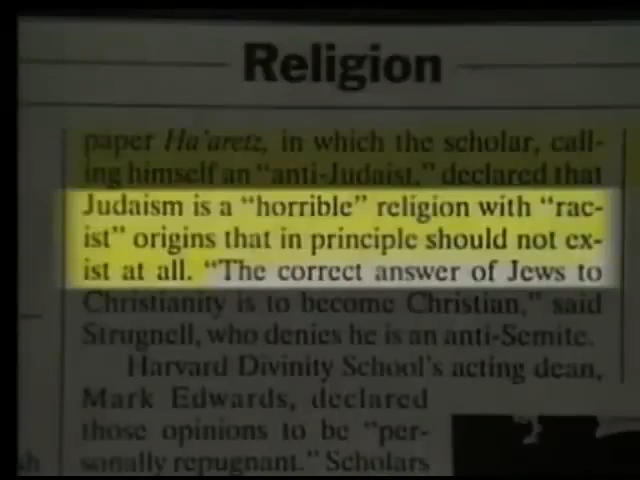 Religion
paper Ha'aretz, in which the scholar, call-
ing himself an "anti-Judaist," declared that
Judaism is a "horrible" religion with "rac-
ist" origins that in principle should not ex-
ist at all. "The correct answer of Jews to
Christianity is to become Christian," said
Strugnell, who denies he is an anti-Semite.
Harvard Divinity School's acting dean,
Mark Edwards, declared
those opinions to be "per-
sonally repugnant." Scholars